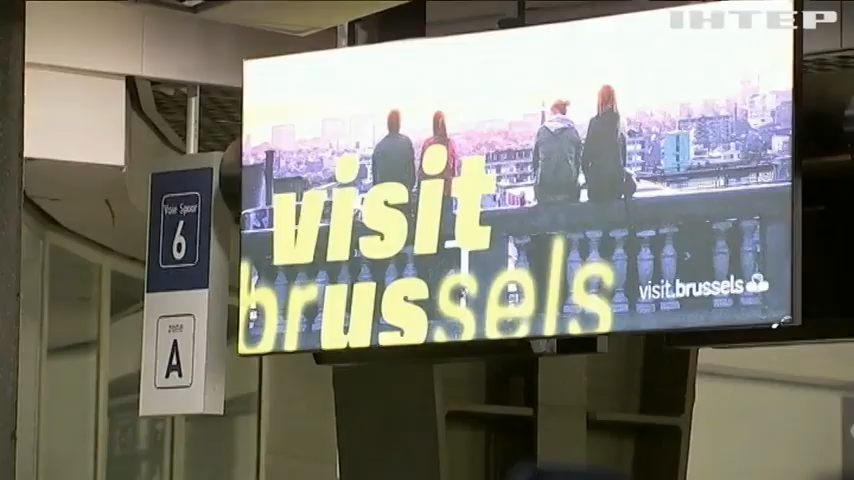 ІНТЕР
Voie Spoor
6
zone
A
visit
brussels
visit.brussels